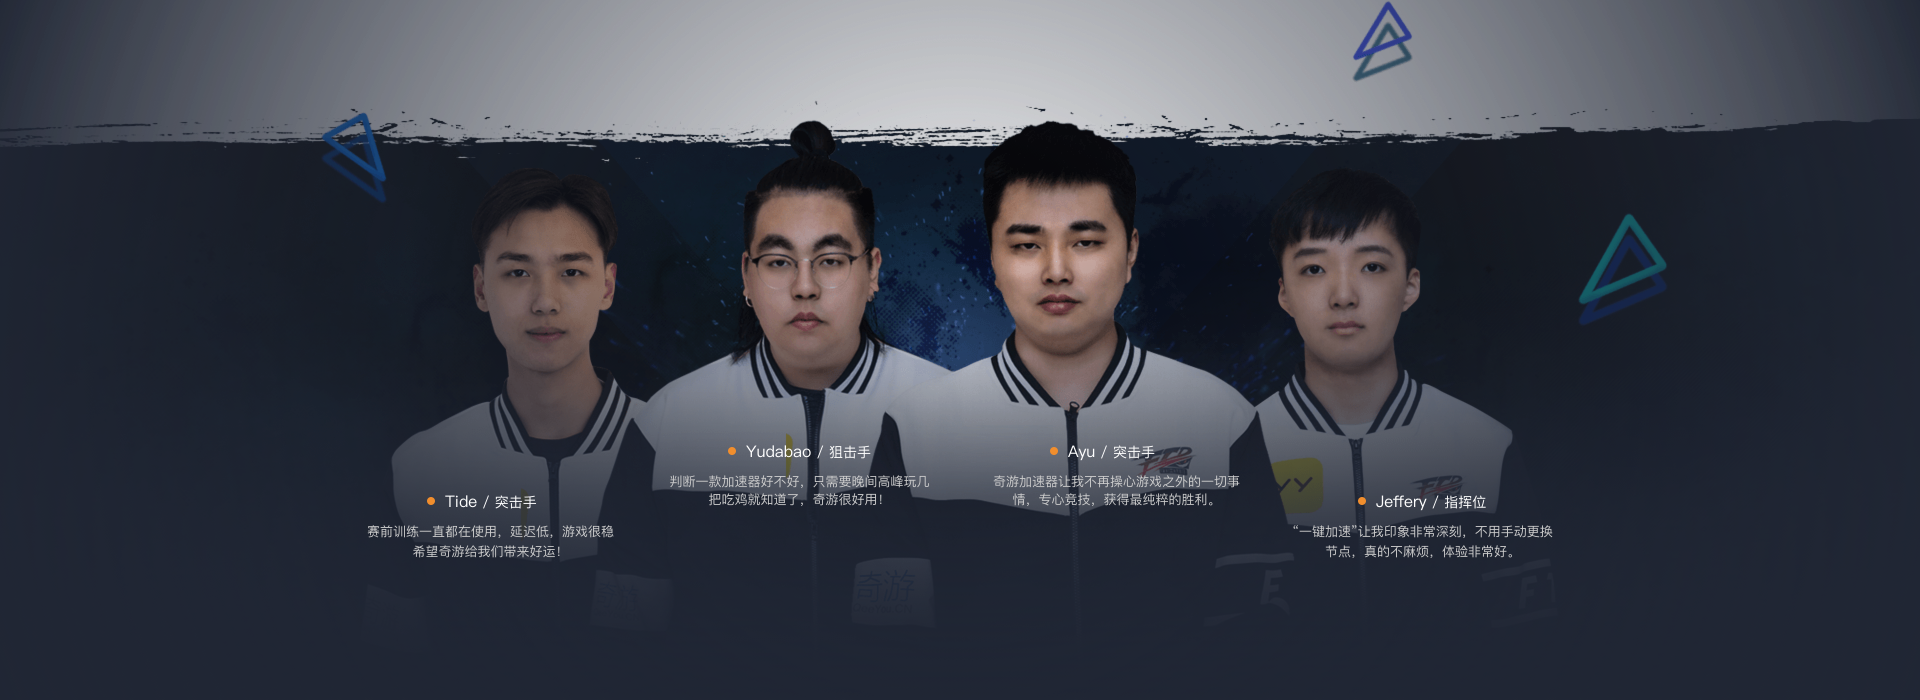 Tide / 突击手
赛前训练一直都在使用，延迟低，游戏很稳
希望奇游给我们带来好运！
Yudabao / 狙击手
判断一款加速器好不好，只需要晚间高峰玩几
把吃鸡就知道了，奇游很好用！
Ayu / 突击手
奇游加速器让我不再操心游戏之外的一切事
情，专心竞技，获得最纯粹的胜利。
Jeffery / 指挥位
“一键加速”让我印象非常深刻，不用手动更换
节点，真的不麻烦，体验非常好。
奇游